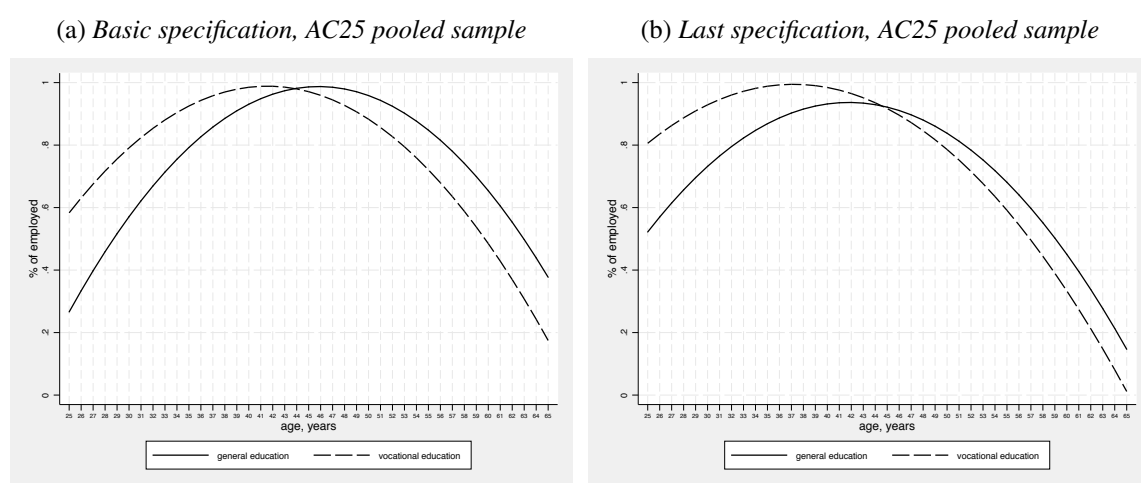 (a) Basic specification, AC25 pooled sample
% of employed
1
.8
.6
.4
.2
0
25 26 27 28 29 30 31 32 33 34 35 36 37 38 39 40 41 42 43 44 45 46 47 48 49 50 51 52 53 54 55 56 57 58 59 60 61 62 63 64 65
age, years
general education vocational education
(b) Last specification, AC25 pooled sample
% of employed
1
.8
.6
.4
.2
0
25 26 27 28 29 30 31 32 33 34 35 36 37 38 39 40 41 42 43 44 45 46 47 48 49 50 51 52 53 54 55 56 57 58 59 60 61 62 63 64 65
age, years
general education vocational education